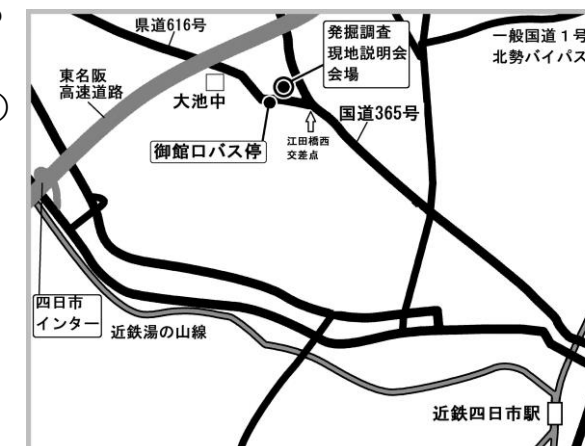 県道616号
発掘調査
現地説明会
会場
一般国道1号
北勢バイパス
東名阪
高速道路
大池中
国道365号
御館口バス停
江田橋西
交差点
四日市
インター
近鉄湯の山線
近鉄四日市駅